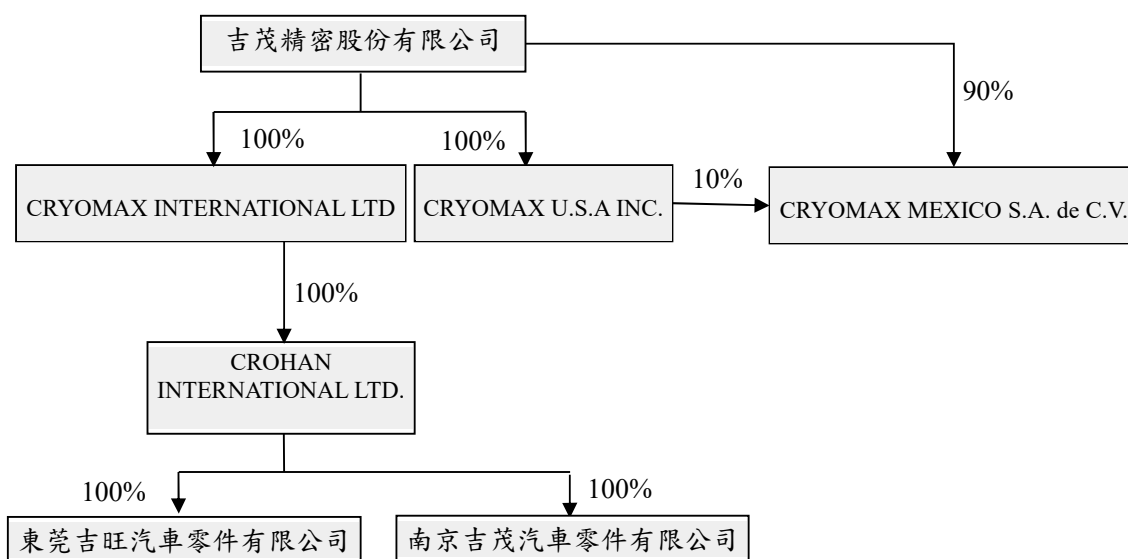 吉茂精密股份有限公司
90%
100%
100%
CRYOMAX INTERNATIONAL LTD
CRYOMAX U.S.A INC.
10%
CRYOMAX MEXICO S.A. de C.V.
100%
CROHAN
INTERNATIONAL LTD.
100%
100%
東莞吉旺汽車零件有限公司
南京吉茂汽車零件有限公司